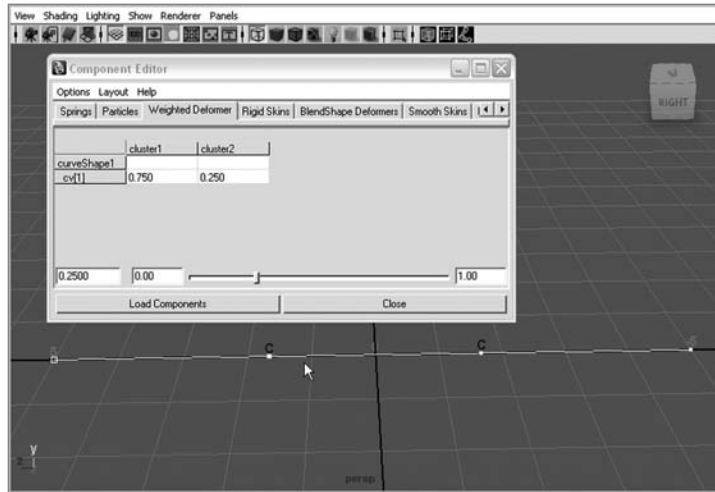 View Shading Lighting Show Renderer Panels
Component Editor
Options Layout Help
Springs Particles Weighted Deformer Rigid Skins BlendShape Deformers Smooth Skins
cluster1 cluster2
curveShape1
cv[1] 0.750 0.250
0.2500 0.00 1.00
Load Components Close
RIGHT
C C
y
z
persp